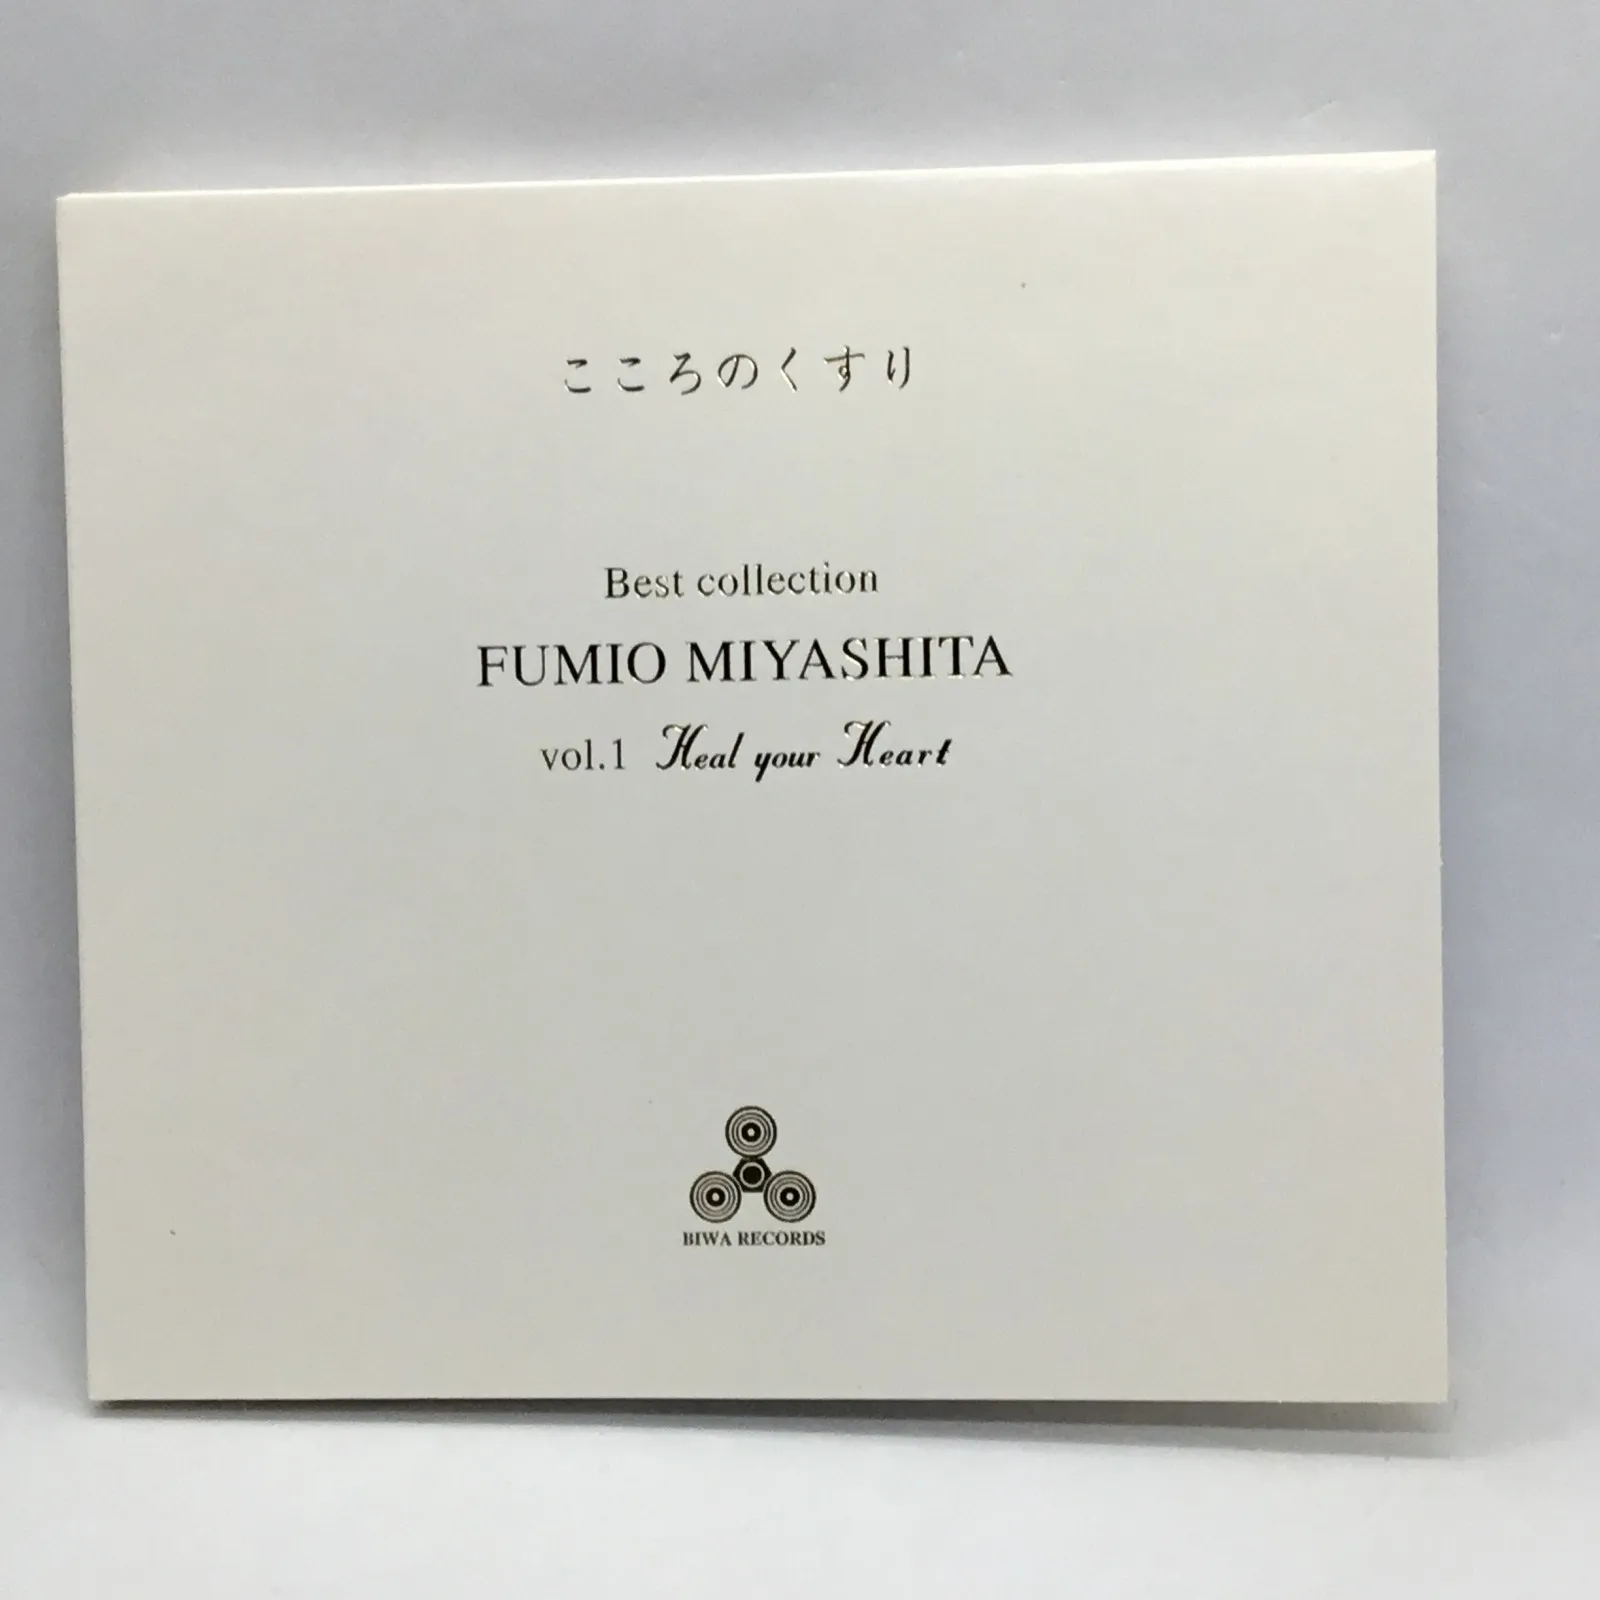 こころのくすり
Best collection
FUMIO MIYASHITA
vol.1 Heal your Heart
BIWA RECORDS